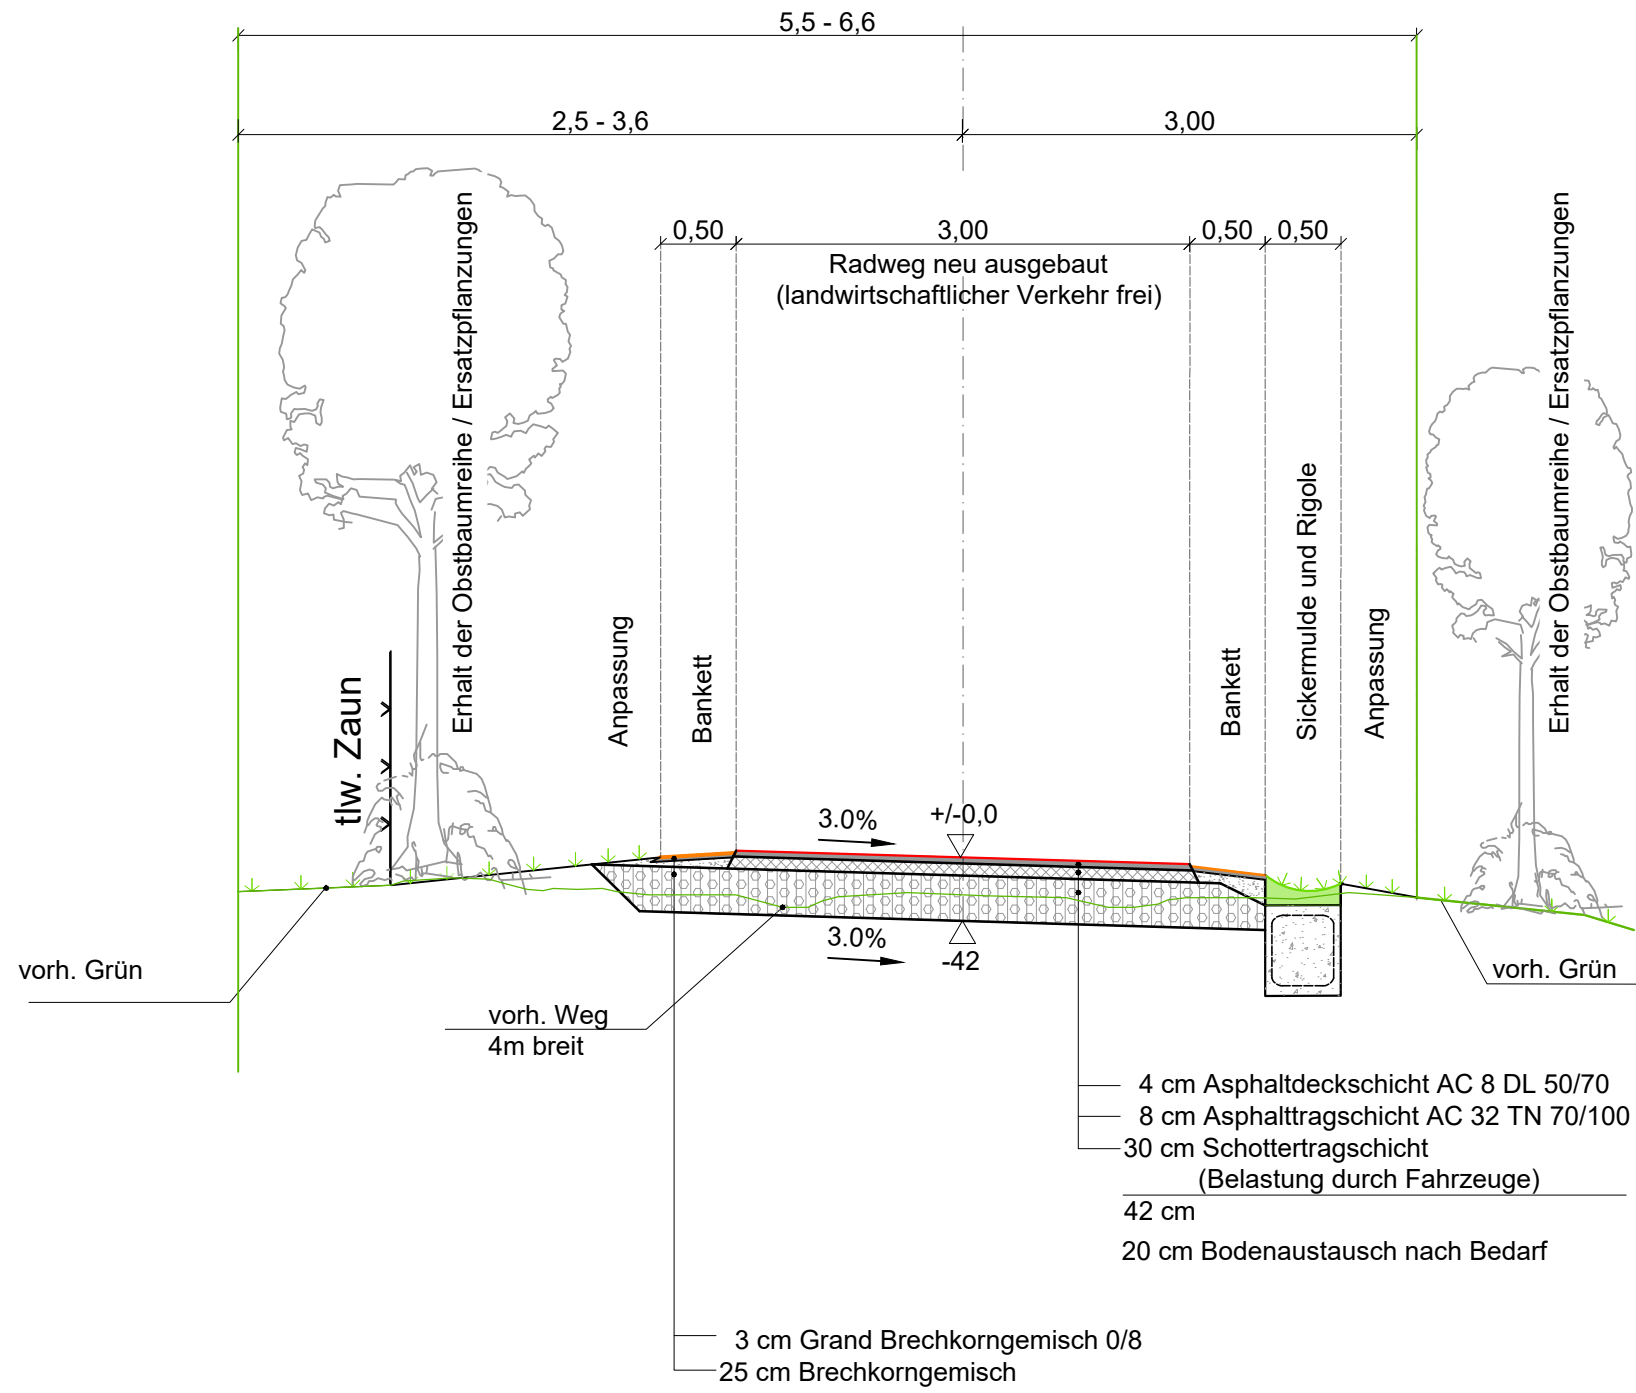 5,5 - 6,6
2,5 - 3,6
3,00
0,50
3,00
0,50
0,50
Radweg neu ausgebaut
(landwirtschaftlicher Verkehr frei)
tlw. Zaun
Erhalt der Obstbaumreihe / Ersatzpflanzungen
Anpassung
Bankett
Bankett
Sickermulde und Rigole
Anpassung
Erhalt der Obstbaumreihe / Ersatzpflanzungen
3.0%
+/-0,0
3.0%
-42
vorh. Grün
vorh. Grün
vorh. Weg
4m breit
4 cm Asphaltdeckschicht AC 8 DL 50/70
8 cm Asphalttragschicht AC 32 TN 70/100
30 cm Schottertragschicht
(Belastung durch Fahrzeuge)
42 cm
20 cm Bodenaustausch nach Bedarf
3 cm Grand Brechkorngemisch 0/8
25 cm Brechkorngemisch